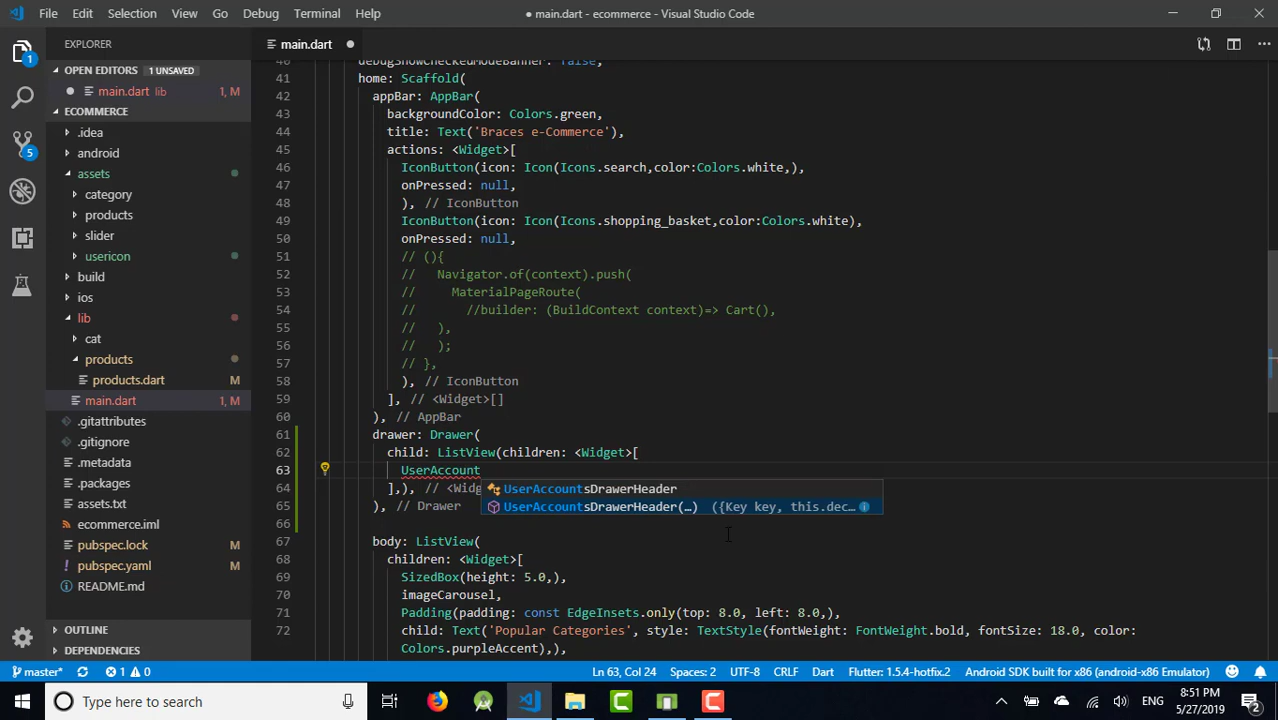 File Edit Selection View Go Debug Terminal Help
● main.dart - ecommerce - Visual Studio Code
EXPLORER
main.dart
OPEN EDITORS 1 UNSAVED
main.dart lib 1, M
ECOMMERCE
.idea
android
assets
category
products
slider
usericon
build
ios
lib
cat
products
products.dart M
main.dart 1, M
.gitattributes
.gitignore
.metadata
.packages
assets.txt
ecommerce.iml
pubspec.lock M
pubspec.yaml M
README.md
OUTLINE
DEPENDENCIES
1
5
40 debugShowCheckedModeBanner: false,
41 home: Scaffold(
42 appBar: AppBar(
43 backgroundColor: Colors.green,
44 title: Text('Braces e-Commerce'),
45 actions: <Widget>[
46 IconButton(icon: Icon(Icons.search,color:Colors.white,),
47 onPressed: null,
48 ), // IconButton
49 IconButton(icon: Icon(Icons.shopping_basket,color:Colors.white),
50 onPressed: null,
51 // (){
52 // Navigator.of(context).push(
53 // MaterialPageRoute(
54 // //builder: (BuildContext context)=> Cart(),
55 // ),
56 // );
57 // },
58 ), // IconButton
59 ], // <Widget>[]
60 ), // AppBar
61 drawer: Drawer(
62 child: ListView(children: <Widget>[
63 UserAccount
UserAccountsDrawerHeader
64 ],), // <Widg
UserAccountsDrawerHeader(…) ({Key key, this.dec…
65 ), // Drawer
66
67 body: ListView(
68 children: <Widget>[
69 SizedBox(height: 5.0,),
70 imageCarousel,
71 Padding(padding: const EdgeInsets.only(top: 8.0, left: 8.0,),
72 child: Text('Popular Categories', style: TextStyle(fontWeight: FontWeight.bold, fontSize: 18.0, color:
Colors.purpleAccent),),
master* 1 0 Ln 63, Col 24 Spaces: 2 UTF-8 CRLF Dart Flutter: 1.5.4-hotfix.2 Android SDK built for x86 (android-x86 Emulator)
Type here to search
ENG
8:51 PM
5/27/2019
2